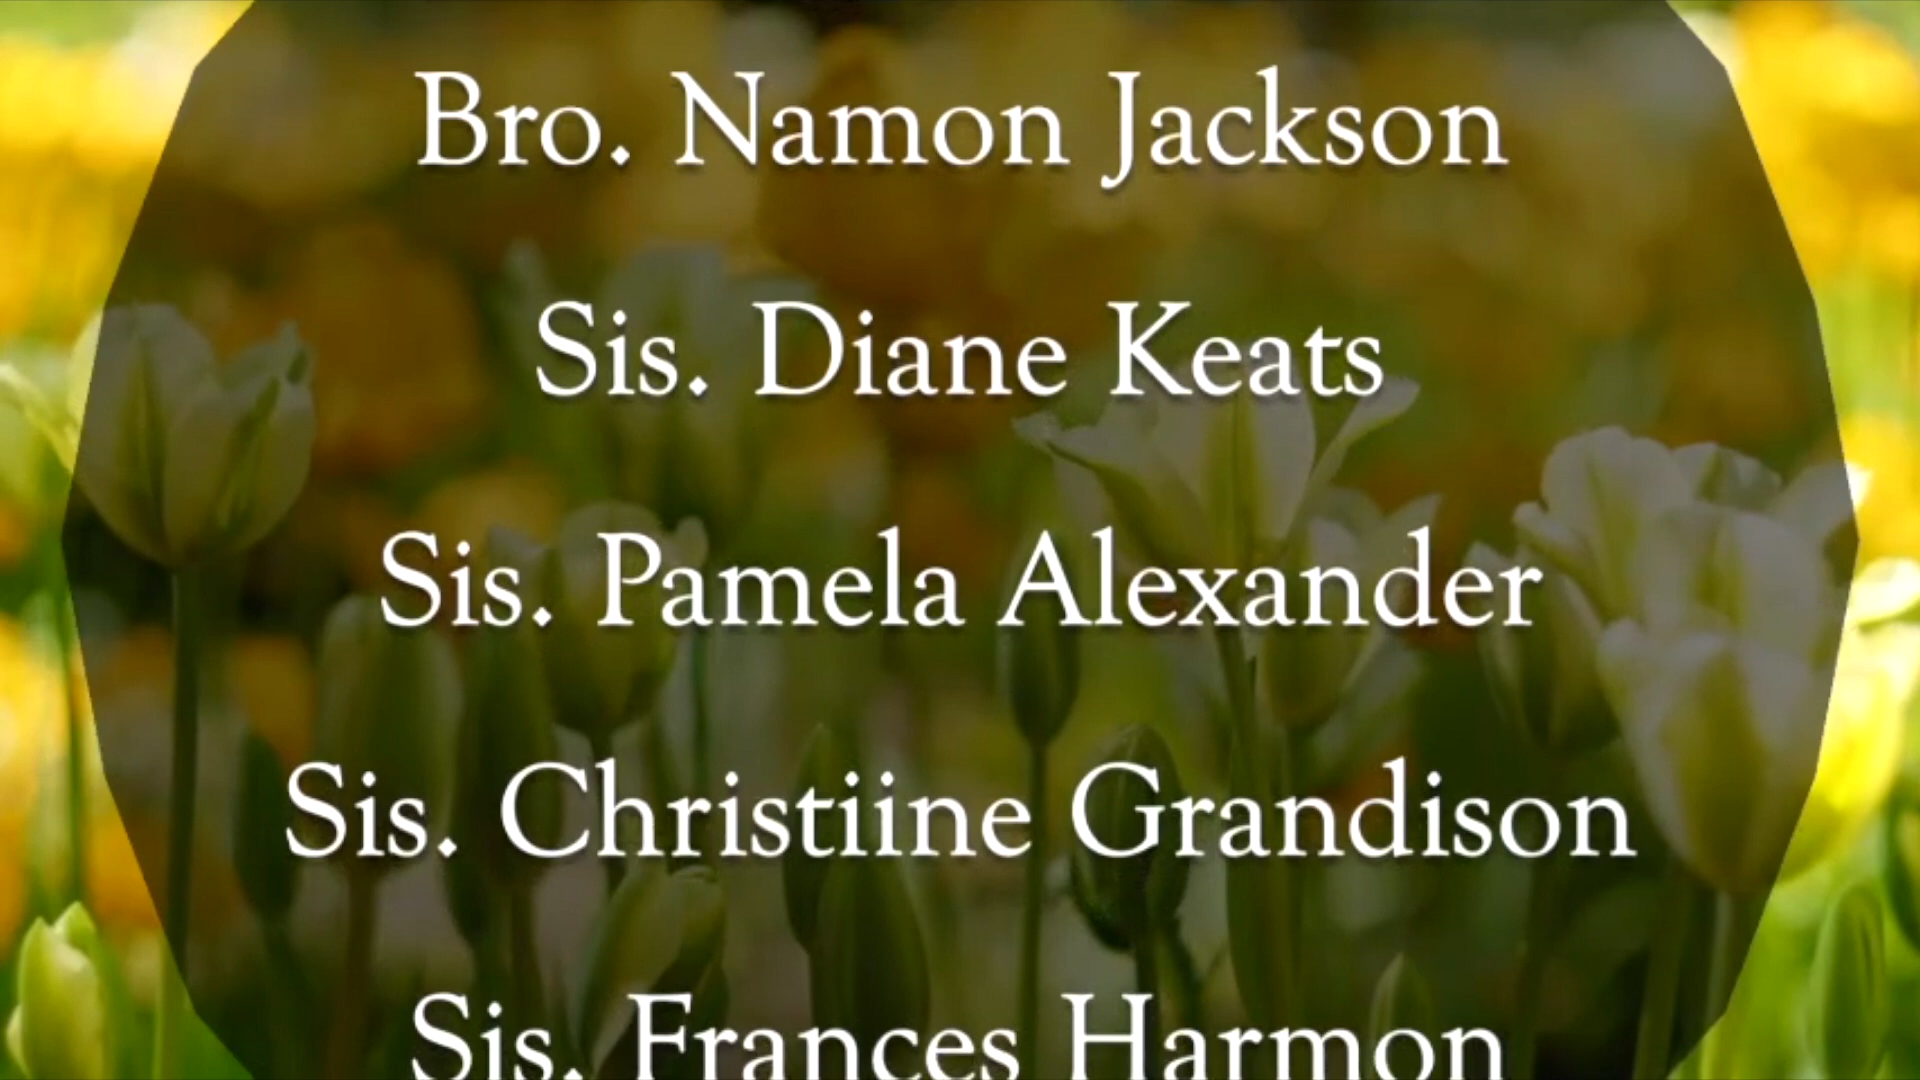 Bro. Namon Jackson
Sis. Diane Keats
Sis. Pamela Alexander
Sis. Christiine Grandison
Sis. Frances Harmon